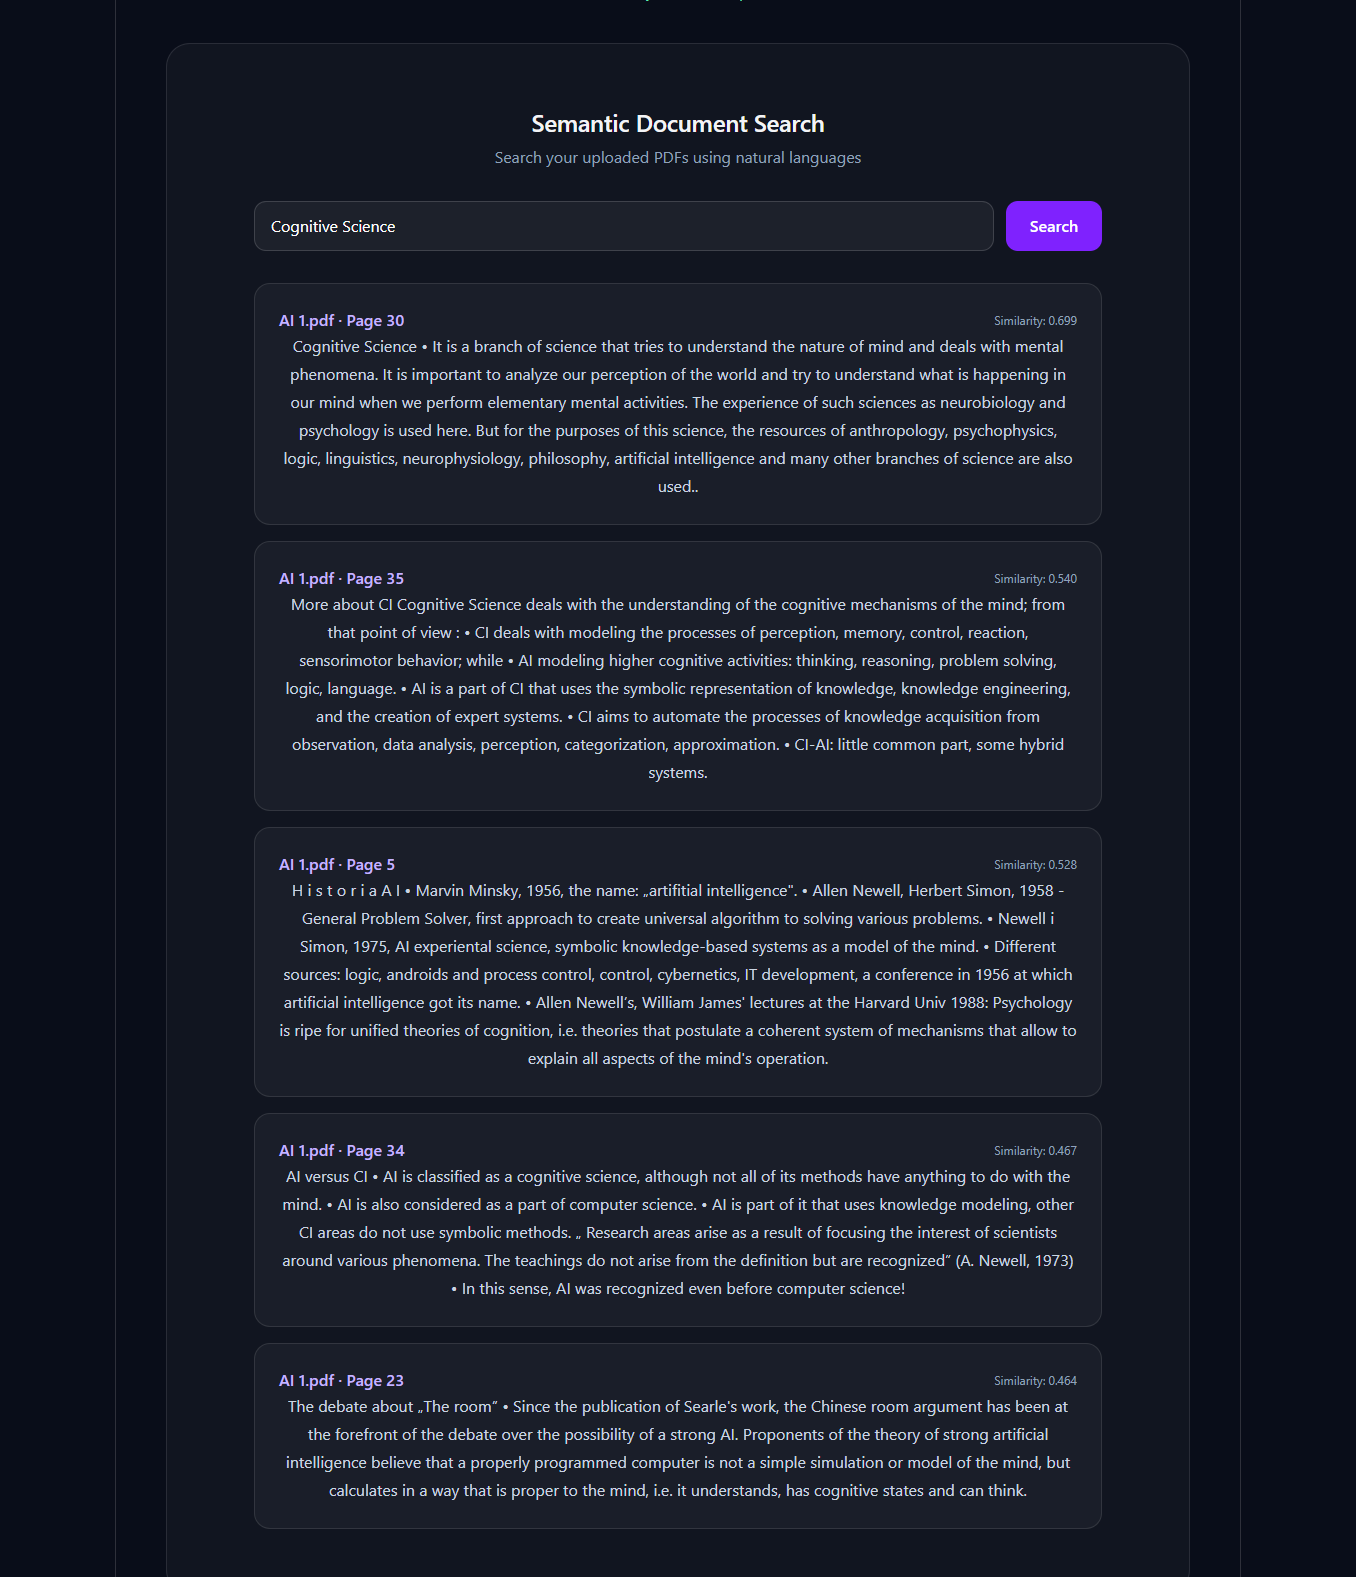 Semantic Document Search
Search your uploaded PDFs using natural languages
Cognitive Science
Search
AI 1.pdf · Page 30
Similarity: 0.699
Cognitive Science • It is a branch of science that tries to understand the nature of mind and deals with mental
phenomena. It is important to analyze our perception of the world and try to understand what is happening in
our mind when we perform elementary mental activities. The experience of such sciences as neurobiology and
psychology is used here. But for the purposes of this science, the resources of anthropology, psychophysics,
logic, linguistics, neurophysiology, philosophy, artificial intelligence and many other branches of science are also
used..
AI 1.pdf · Page 35
Similarity: 0.540
More about CI Cognitive Science deals with the understanding of the cognitive mechanisms of the mind; from
that point of view : • CI deals with modeling the processes of perception, memory, control, reaction,
sensorimotor behavior; while • AI modeling higher cognitive activities: thinking, reasoning, problem solving,
logic, language. • AI is a part of CI that uses the symbolic representation of knowledge, knowledge engineering,
and the creation of expert systems. • CI aims to automate the processes of knowledge acquisition from
observation, data analysis, perception, categorization, approximation. • CI-AI: little common part, some hybrid
systems.
AI 1.pdf · Page 5
Similarity: 0.528
H i s t o r i a A I • Marvin Minsky, 1956, the name: „artifitial intelligence". • Allen Newell, Herbert Simon, 1958 -
General Problem Solver, first approach to create universal algorithm to solving various problems. • Newell i
Simon, 1975, AI experiental science, symbolic knowledge-based systems as a model of the mind. • Different
sources: logic, androids and process control, control, cybernetics, IT development, a conference in 1956 at which
artificial intelligence got its name. • Allen Newell’s, William James' lectures at the Harvard Univ 1988: Psychology
is ripe for unified theories of cognition, i.e. theories that postulate a coherent system of mechanisms that allow to
explain all aspects of the mind's operation.
AI 1.pdf · Page 34
Similarity: 0.467
AI versus CI • AI is classified as a cognitive science, although not all of its methods have anything to do with the
mind. • AI is also considered as a part of computer science. • AI is part of it that uses knowledge modeling, other
CI areas do not use symbolic methods. „ Research areas arise as a result of focusing the interest of scientists
around various phenomena. The teachings do not arise from the definition but are recognized” (A. Newell, 1973)
• In this sense, AI was recognized even before computer science!
AI 1.pdf · Page 23
Similarity: 0.464
The debate about „The room” • Since the publication of Searle's work, the Chinese room argument has been at
the forefront of the debate over the possibility of a strong AI. Proponents of the theory of strong artificial
intelligence believe that a properly programmed computer is not a simple simulation or model of the mind, but
calculates in a way that is proper to the mind, i.e. it understands, has cognitive states and can think.